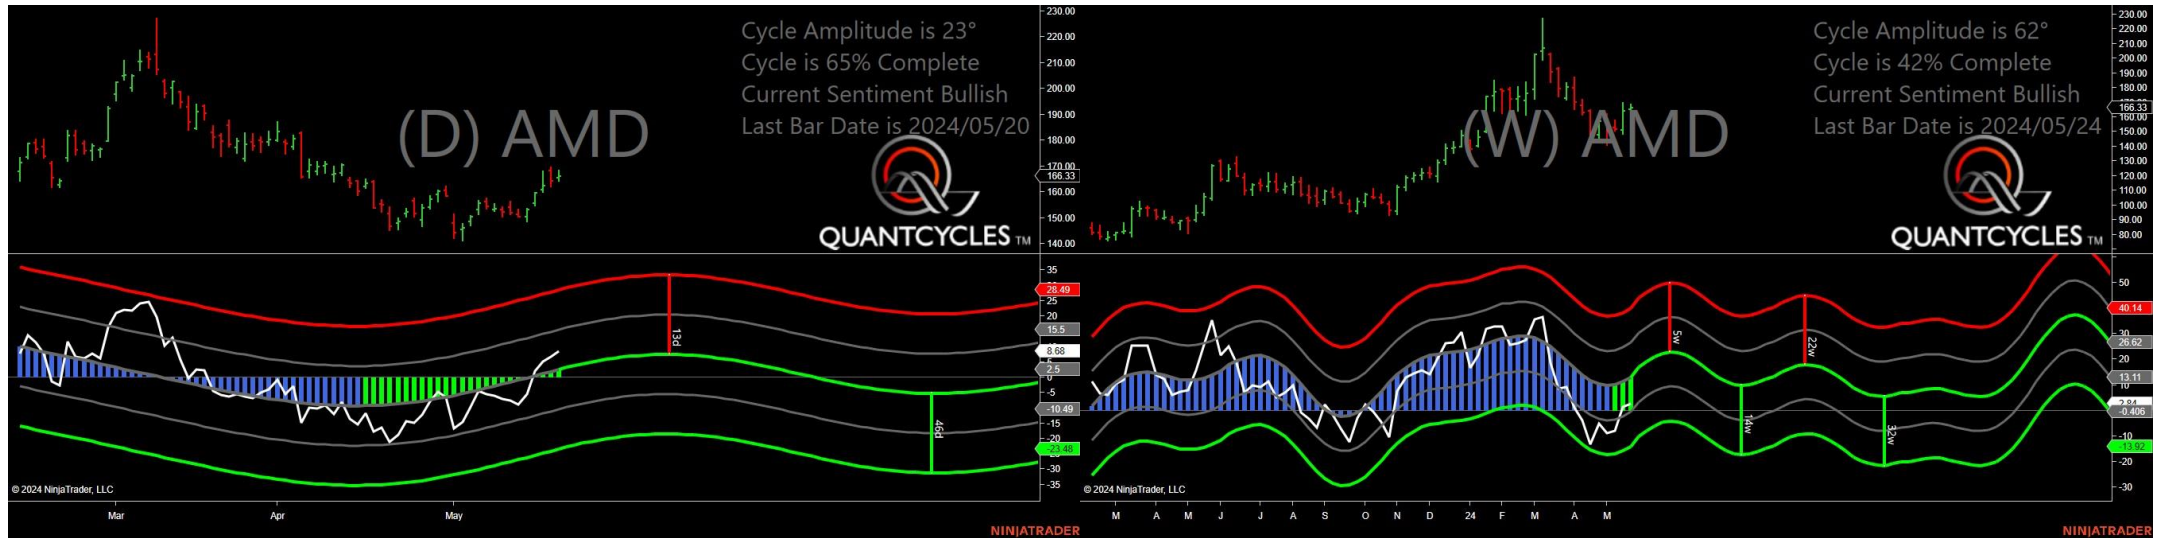 Cycle Amplitude is 23°
Cycle is 65% Complete
Current Sentiment Bullish
Last Bar Date is 2024/05/20
(D) AMD
QUANTCYCLES TM
230.00
220.00
210.00
200.00
190.00
180.00
170.00
166.33
160.00
150.00
140.00
35
28.49
25
20
15.5
8.68
2.5
0
-5
-10.49
-15
-20
-23.48
-30
-35
13d
46d
© 2024 NinjaTrader, LLC
Mar Apr May
NINJATRADER
Cycle Amplitude is 62°
Cycle is 42% Complete
Current Sentiment Bullish
Last Bar Date is 2024/05/24
(W) AMD
QUANTCYCLES TM
230.00
220.00
210.00
200.00
190.00
180.00
166.33
160.00
150.00
140.00
130.00
120.00
110.00
100.00
90.00
80.00
50
40.14
30
26.62
20
13.11
10
2.84
-0.406
-10
-13.92
-20
-30
5w
22w
14w
32w
© 2024 NinjaTrader, LLC
M A M J J A S O N D 24 F M A M
NINJATRADER